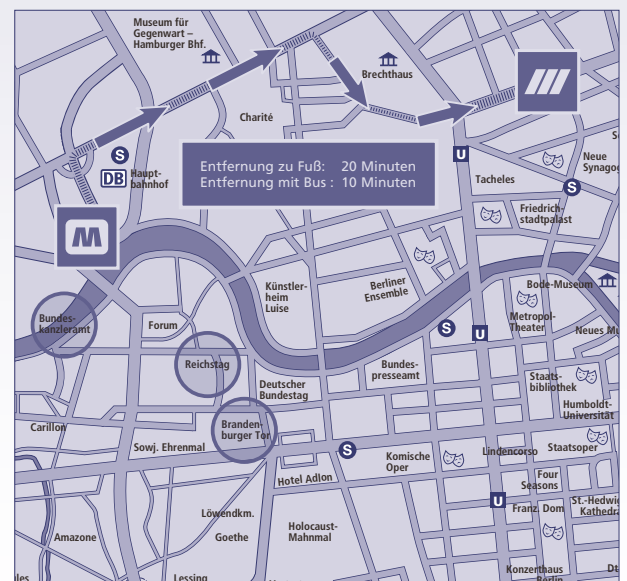 Museum für
Gegenwart –
Hamburger Bhf.
Brechthaus
Charité
S
DB
Haupt-
bahnhof
Entfernung zu Fuß: 20 Minuten
Entfernung mit Bus : 10 Minuten
U
Tacheles
Neue
S
Friedrich-
stadtpalast
M
Bundes-
kanzleramt
Forum
Künstler-
heim
Luise
Berliner
Ensemble
Bode-Museum
Metropol-
Theater
Neues
S
U
Reichstag
Deutscher
Bundestag
Bundes-
presseamt
Staats-
bibliothek
Humboldt-
Universität
Carillon
Branden-
burger Tor
Sowj. Ehrenmal
S
Komische
Oper
Lindencorso
Staatsoper
Hotel Adlon
Four
Seasons
U
Franz. Dom
St.-Hedwig
Kathedra
Löwendkm.
Amazone
Goethe
Holocaust-
Mahnmal
Lessing
Konzerthaus
Berlin